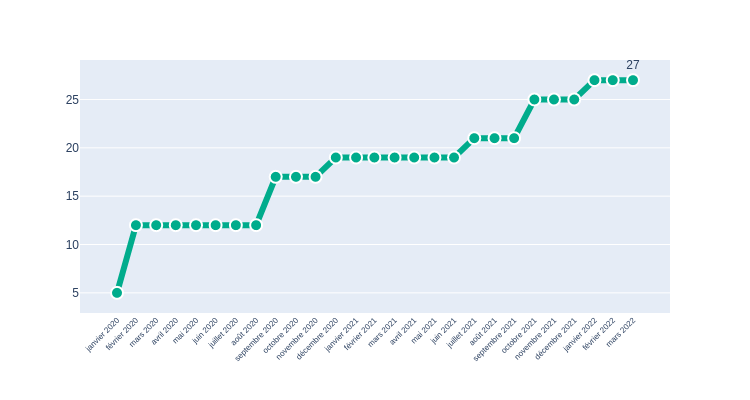 27
25
20
15
10
5
janvier 2020
février 2020
mars 2020
avril 2020
mai 2020
juin 2020
juillet 2020
août 2020
septembre 2020
octobre 2020
novembre 2020
décembre 2020
janvier 2021
février 2021
mars 2021
avril 2021
mai 2021
juin 2021
juillet 2021
août 2021
septembre 2021
octobre 2021
novembre 2021
décembre 2021
janvier 2022
février 2022
mars 2022